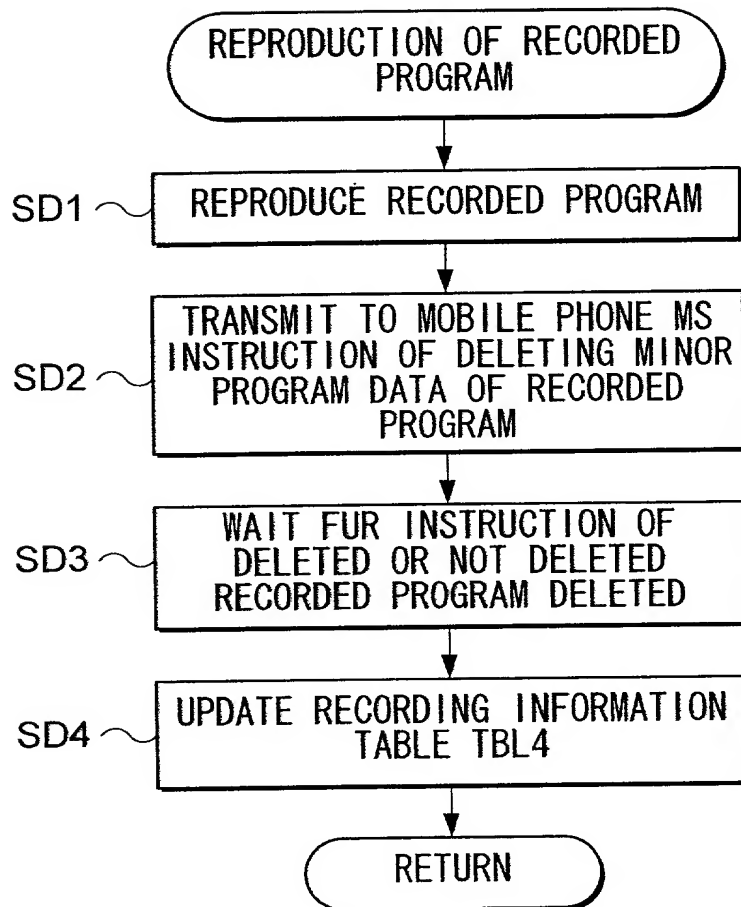 REPRODUCTION OF RECORDED
PROGRAM
SD1
REPRODUCE RECORDED PROGRAM
SD2
TRANSMIT TO MOBILE PHONE MS
INSTRUCTION OF DELETING MINOR
PROGRAM DATA OF RECORDED
PROGRAM
SD3
WAIT FUR INSTRUCTION OF
DELETED OR NOT DELETED
RECORDED PROGRAM DELETED
SD4
UPDATE RECORDING INFORMATION
TABLE TBL4
RETURN